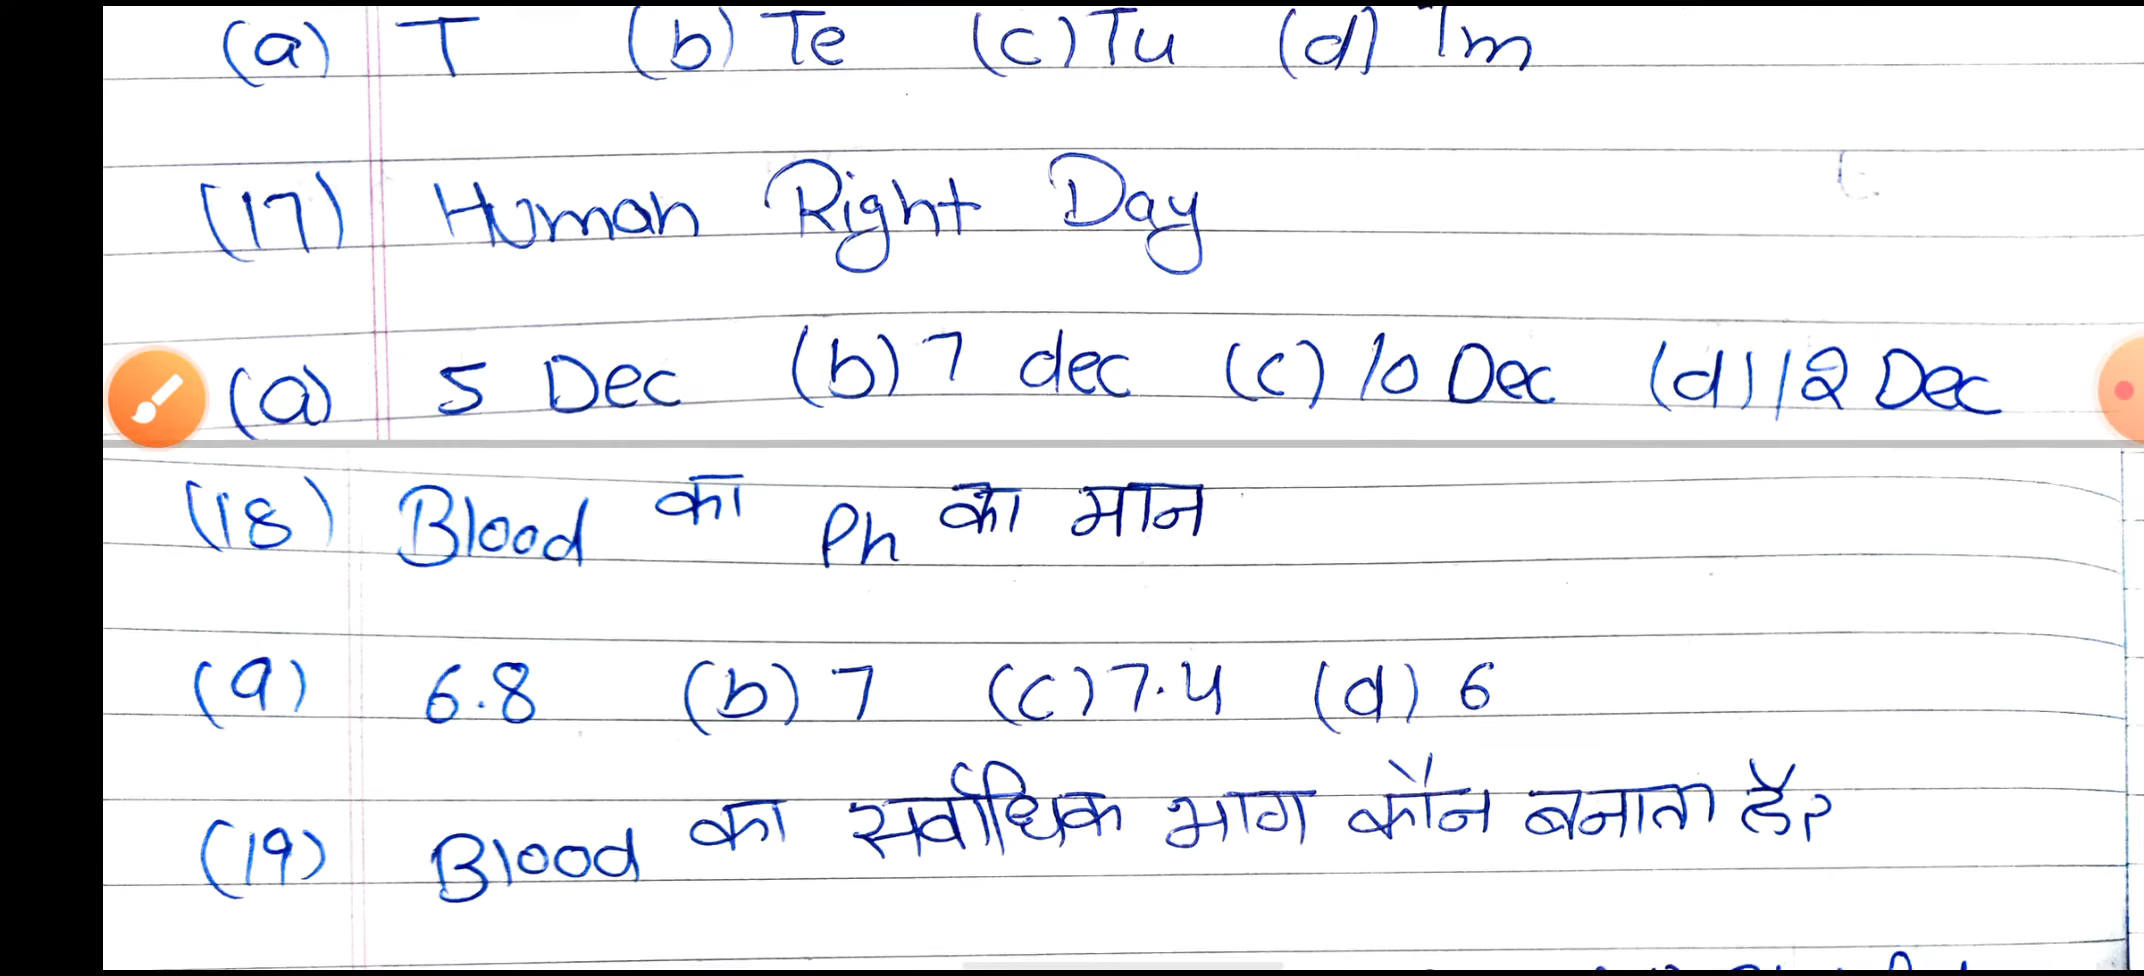 (a) T (b) Te (c) Tu (d) Tm
(17) Human Right Day
(a) 5 Dec (b) 7 dec (c) 10 Dec (d) 12 Dec
(18) Blood का Ph का मान
(a) 6.8 (b) 7 (c) 7.4 (d) 6
(19) Blood का सर्वाधिक भाग कौन बनाता है?